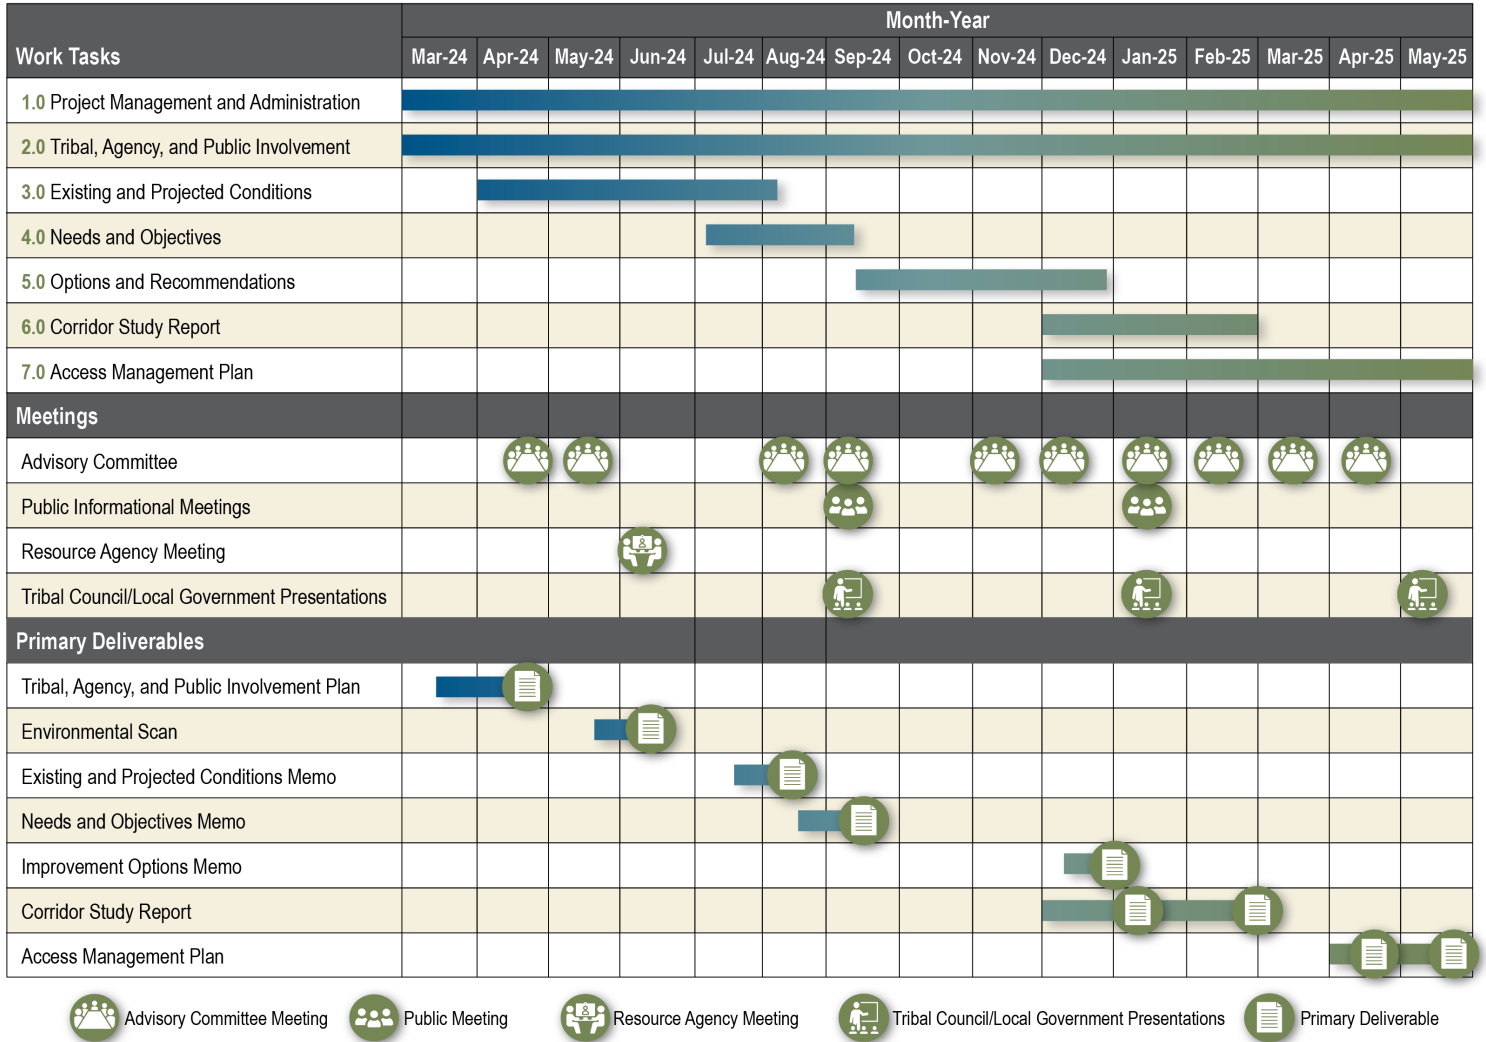 Month-Year
Work Tasks
Mar-24 Apr-24 May-24 Jun-24 Jul-24 Aug-24 Sep-24 Oct-24 Nov-24 Dec-24 Jan-25 Feb-25 Mar-25 Apr-25 May-25
1.0 Project Management and Administration
2.0 Tribal, Agency, and Public Involvement
3.0 Existing and Projected Conditions
4.0 Needs and Objectives
5.0 Options and Recommendations
6.0 Corridor Study Report
7.0 Access Management Plan
Meetings
Advisory Committee
Public Informational Meetings
Resource Agency Meeting
Tribal Council/Local Government Presentations
Primary Deliverables
Tribal, Agency, and Public Involvement Plan
Environmental Scan
Existing and Projected Conditions Memo
Needs and Objectives Memo
Improvement Options Memo
Corridor Study Report
Access Management Plan
Advisory Committee Meeting
Public Meeting
Resource Agency Meeting
Tribal Council/Local Government Presentations
Primary Deliverable